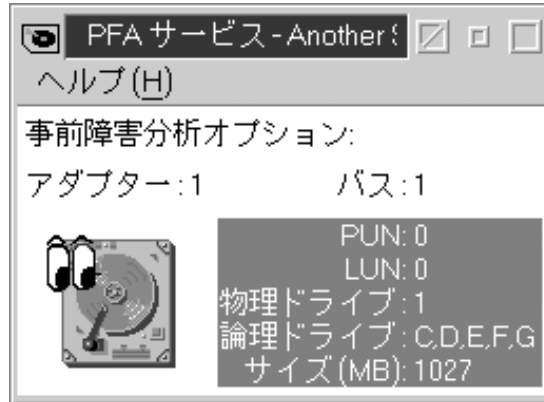 PFA サービス - Another
ヘルプ(H)
事前障害分析オプション:
アダプター:1 バス:1
PUN: 0
LUN: 0
物理ドライブ:1
論理ドライブ:C,D,E,F,G
サイズ(MB): 1027